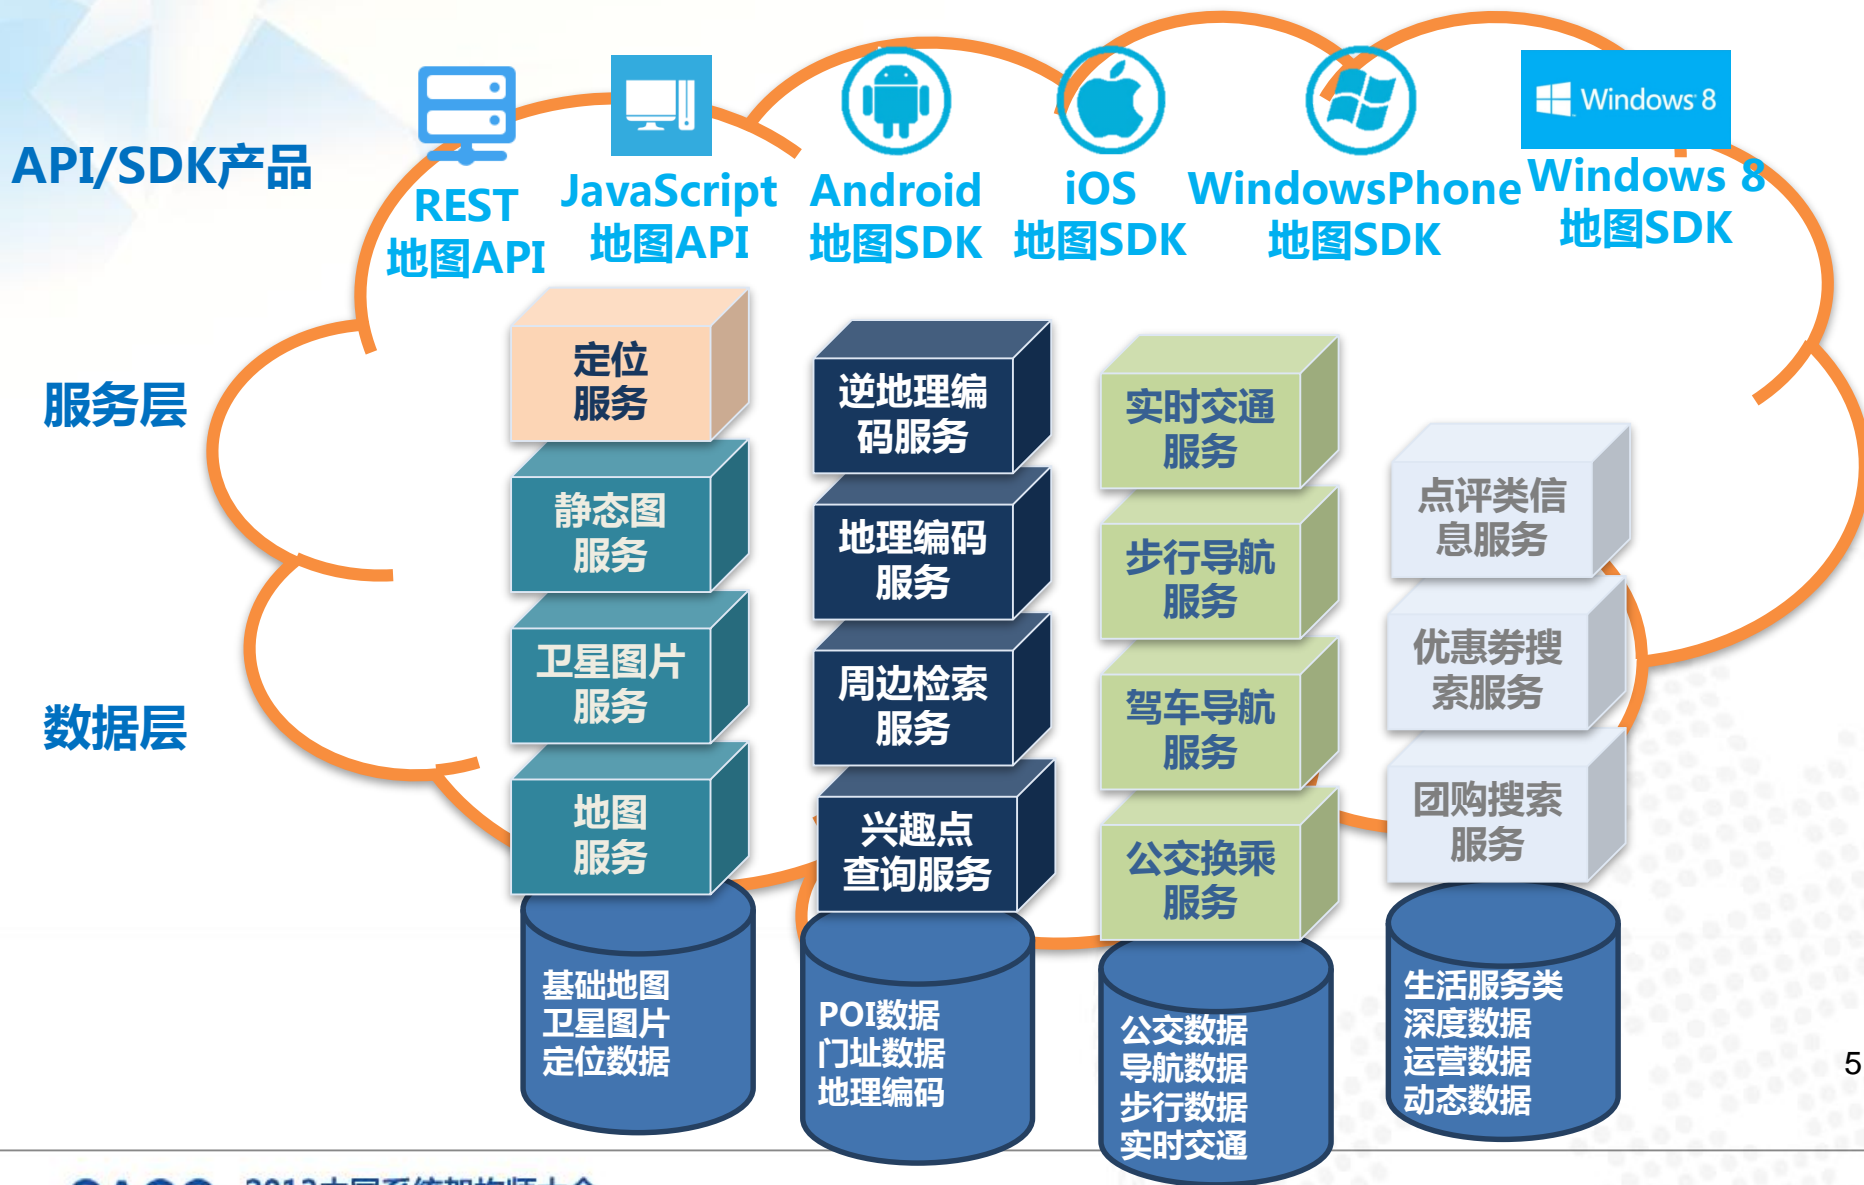 Windows 8
API/SDK产品
REST
地图API
JavaScript
地图API
Android
地图SDK
iOS
地图SDK
WindowsPhone
地图SDK
Windows 8
地图SDK
服务层
数据层
定位
服务
静态图
服务
卫星图片
服务
地图
服务
逆地理编
码服务
地理编码
服务
周边检索
服务
兴趣点
查询服务
实时交通
服务
步行导航
服务
驾车导航
服务
公交换乘
服务
点评类信
息服务
优惠券搜
索服务
团购搜索
服务
基础地图
卫星图片
定位数据
POI数据
门址数据
地理编码
公交数据
导航数据
步行数据
实时交通
生活服务类
深度数据
运营数据
动态数据
5